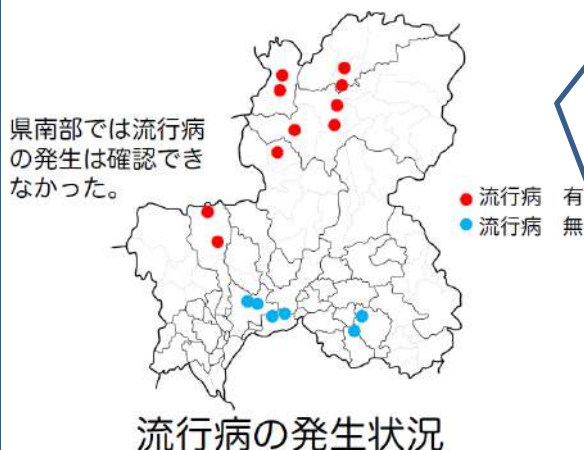 県南部では流行病
の発生は確認でき
なかった。
流行病 有
流行病 無
流行病の発生状況